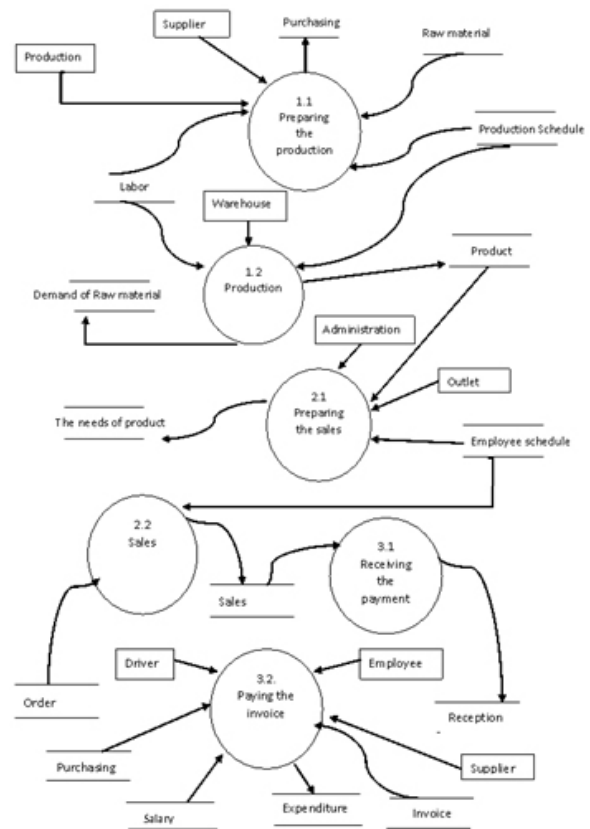 Supplier
Purchasing
Production
Raw material
1.1
Preparing
the
production
Production Schedule
Labor
Warehouse
1.2
Production
Product
Demand of Raw material
Administration
Outlet
2.1
Preparing
the sales
The needs of product
Employee schedule
2.2
Sales
3.1
Receiving
the
payment
Sales
Driver
3.2.
Paying the
invoice
Employee
Order
Reception
Purchasing
Supplier
Salary
Expenditure
Invoice